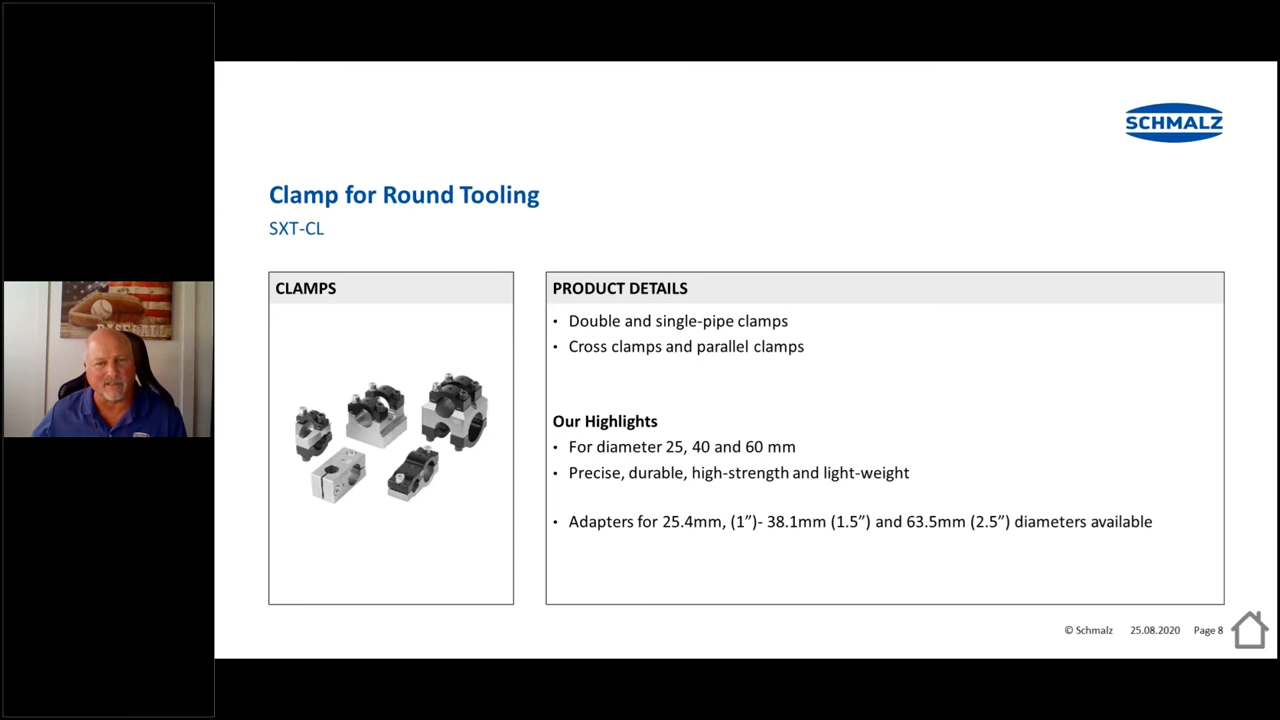 SCHMALZ
Clamp for Round Tooling
SXT-CL
CLAMPS
PRODUCT DETAILS
• Double and single-pipe clamps
• Cross clamps and parallel clamps
Our Highlights
• For diameter 25, 40 and 60 mm
• Precise, durable, high-strength and light-weight
• Adapters for 25.4mm, (1”)- 38.1mm (1.5”) and 63.5mm (2.5”) diameters available
© Schmalz 25.08.2020 Page 8
BASEBALL